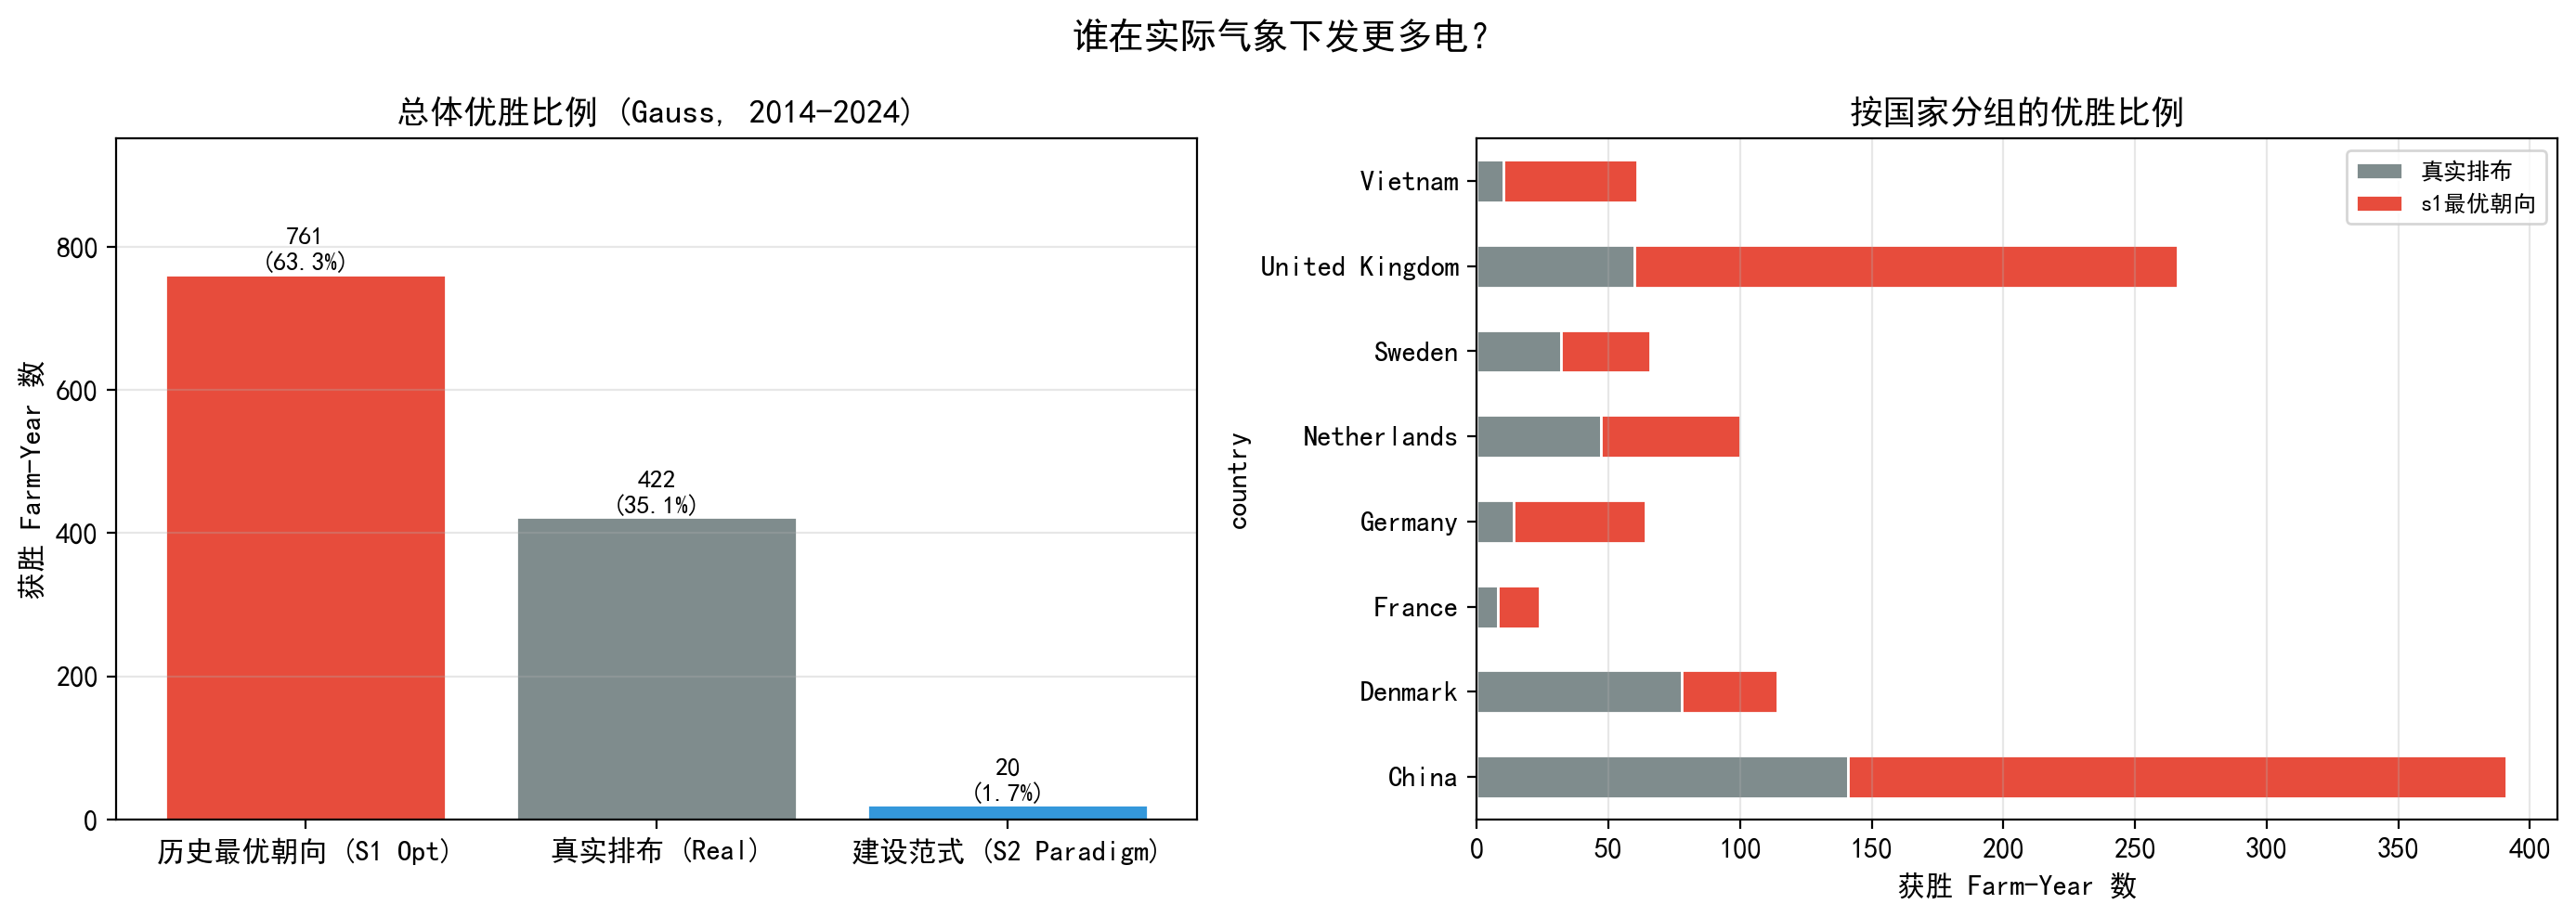 谁在实际气象下发更多电？
总体优胜比例 (Gauss, 2014-2024)
获胜 Farm-Year 数
800
600
400
200
0
761
(63.3%)
422
(35.1%)
20
(1.7%)
历史最优朝向 (S1 Opt)
真实排布 (Real)
建设范式 (S2 Paradigm)
按国家分组的优胜比例
真实排布
s1最优朝向
country
Vietnam
United Kingdom
Sweden
Netherlands
Germany
France
Denmark
China
0 50 100 150 200 250 300 350 400
获胜 Farm-Year 数